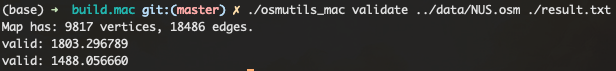 (base) → build.mac git:(master) ✗ ./osmutils_mac validate ../data/NUS.osm ./result.txt
Map has: 9817 vertices, 18486 edges.
valid: 1803.296789
valid: 1488.056660